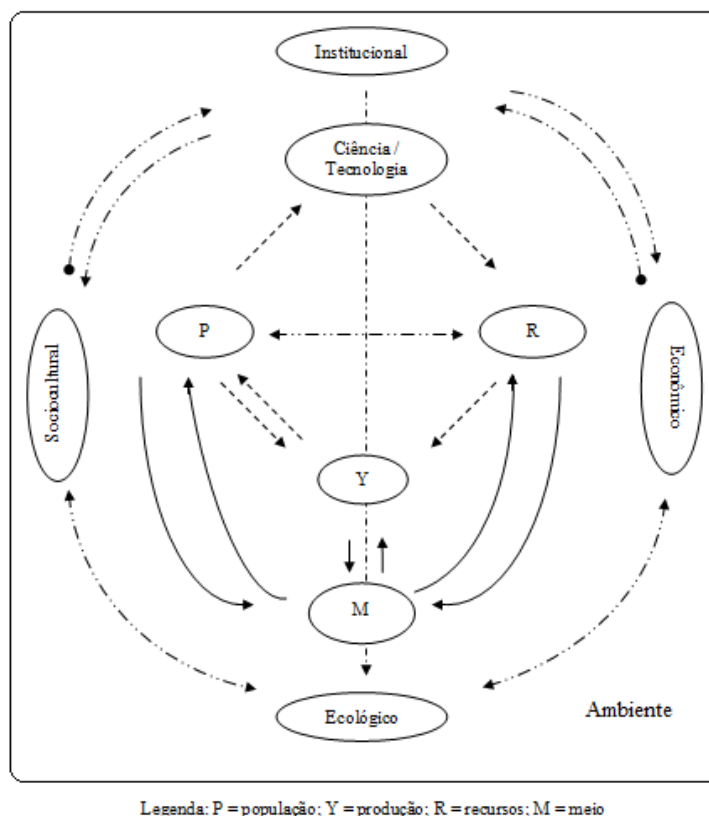 Institucional
Ciência /
Tecnologia
P
R
Sociocultural
Econômico
Y
M
Ecológico
Ambiente
Legenda: P = população; Y = produção; R = recursos; M = meio